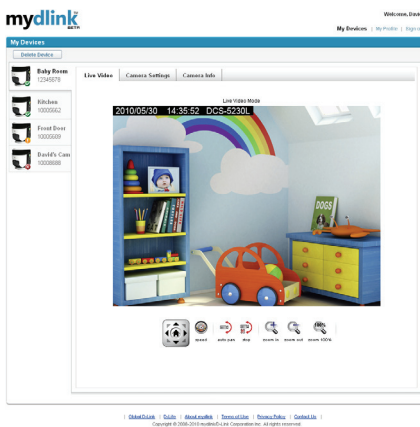 mydlink
BETA
Welcome, Davi
My Devices | My Profile | Sign
My Devices
Delete Device
Baby Room
12345678
Kitchen
Front Door
David's Cam
Live Video
Camera Settings
Camera Info
Live Video Mode
2010/05/30 14:35:52 DCS-5230L
DOGS
speed
auto pan
stop
zoom in
zoom out
zoom 100%
AUTO
100%
| Global D-Link | D-Life | About mydlink | Terms of Use | Privacy Policy | Contact Us |
Copyright © 2008-2010 mydlink/D-Link Corporation Inc. All rights reserved.